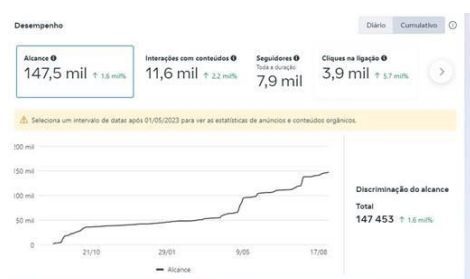 Desempenho
Diário Cumulativo
Alcance
147,5 mil ↑ 1.6 mil%
Interações com conteúdos
11,6 mil ↑ 2.2 mil%
Seguidores
Toda a duração
7,9 mil
Cliques na ligação
3,9 mil ↑ 5.7 mil%
Seleciona um intervalo de datas após 01/05/2023 para ver as estatísticas de anúncios e conteúdos orgânicos.
200 mil
150 mil
100 mil
50 mil
0
21/10 29/01 9/05 17/08
Alcance
Discriminação do alcance
Total
147 453 ↑ 1.6 mil%